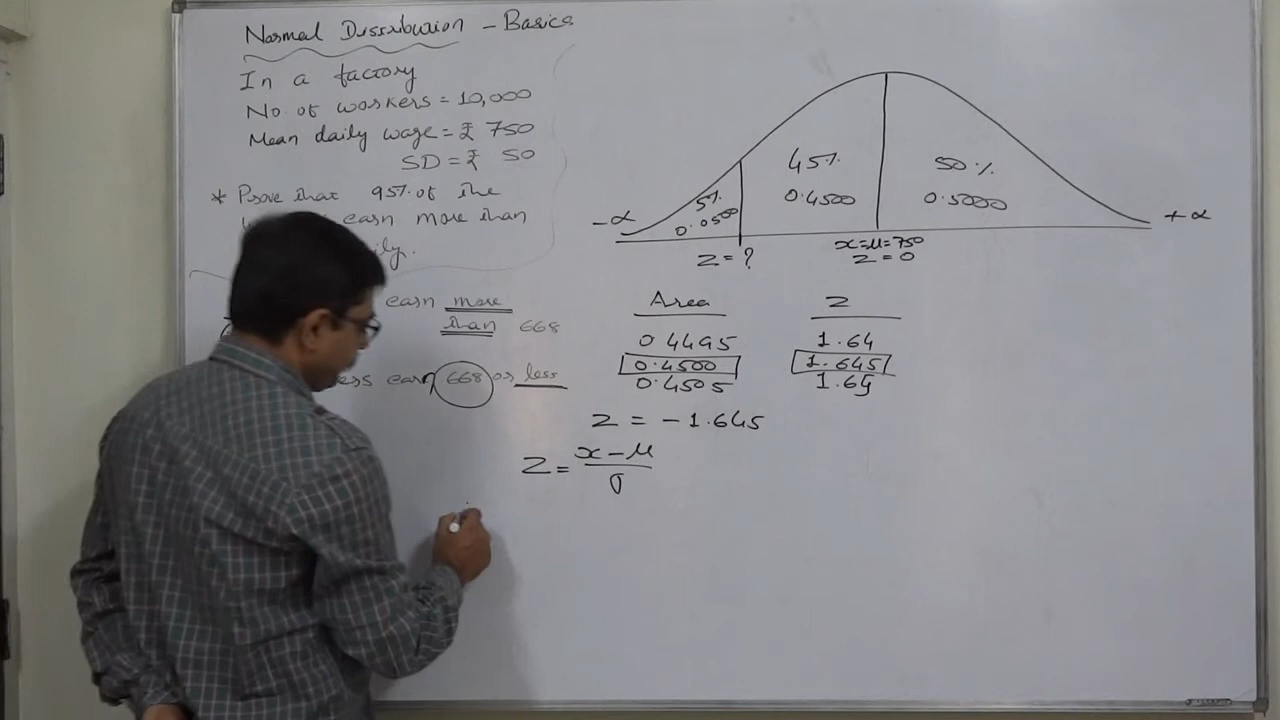 Normal Distribution - Basics
In a factory
No. of workers = 10,000
Mean daily wage = ₹ 750
SD = ₹ 50
* Prove that 95% of the
earn more than
earn more
than 668
earn 668 or less
5% 45% 50%
0.0500 0.4500 0.5000
-α +α
x=μ=750
Z = ? Z = 0
Area Z
0.4495 1.64
0.4500 1.645
0.4505 1.65
Z = -1.645
Z = x-μ
σ